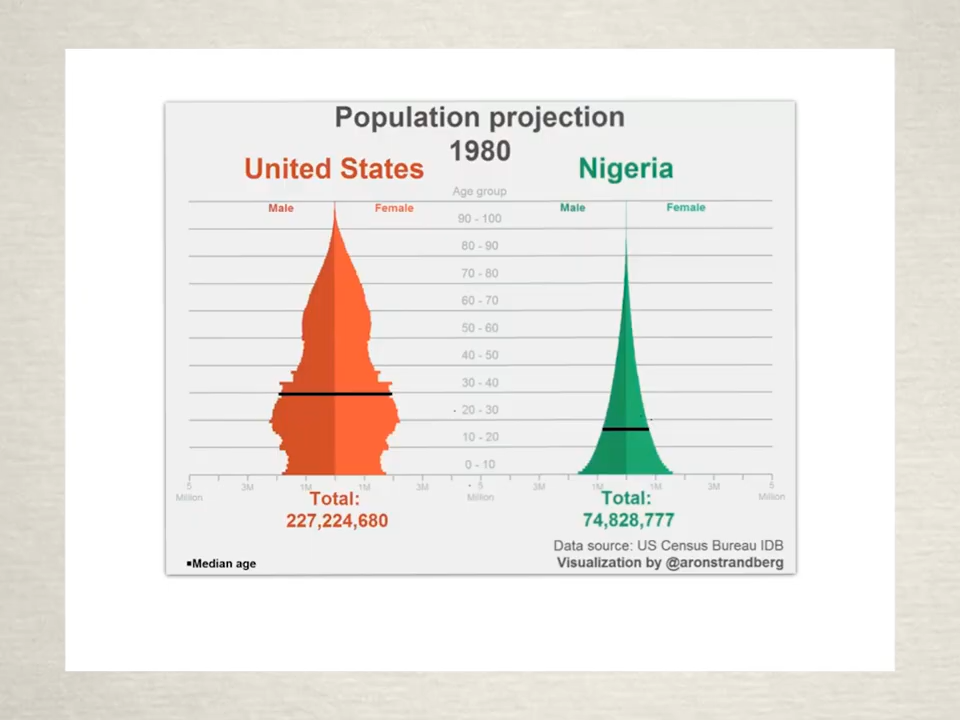 Population projection
1980
United States
Nigeria
Age group
Male
Female
Male
Female
90 - 100
80 - 90
70 - 80
60 - 70
50 - 60
40 - 50
30 - 40
20 - 30
10 - 20
0 - 10
5
Million
3M
1M
1M
3M
5
Million
3M
1M
1M
3M
5
Million
Total:
227,224,680
Total:
74,828,777
Data source: US Census Bureau IDB
Visualization by @aronstrandberg
▪Median age